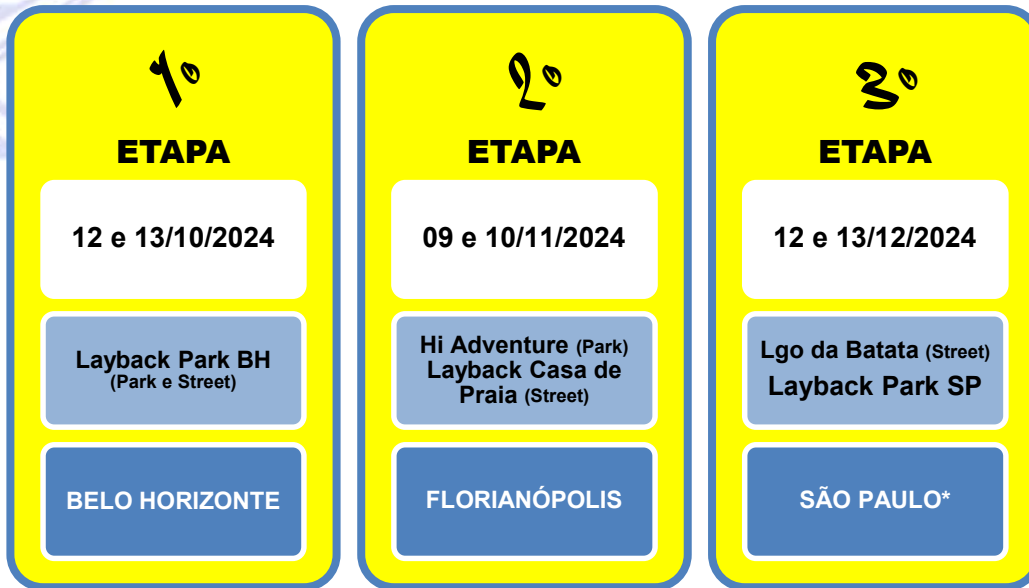 1º
ETAPA
12 e 13/10/2024
Layback Park BH
(Park e Street)
BELO HORIZONTE
2º
ETAPA
09 e 10/11/2024
Hi Adventure (Park)
Layback Casa de
Praia (Street)
FLORIANÓPOLIS
3º
ETAPA
12 e 13/12/2024
Lgo da Batata (Street)
Layback Park SP
SÃO PAULO*